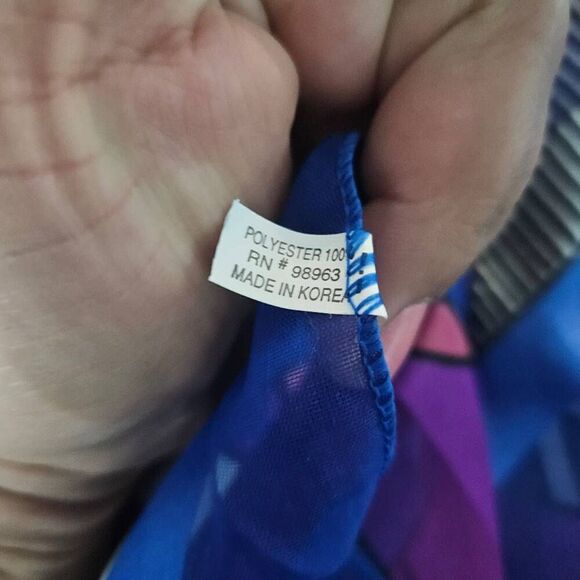 POLYESTER 100%
RN # 98963
MADE IN KOREA